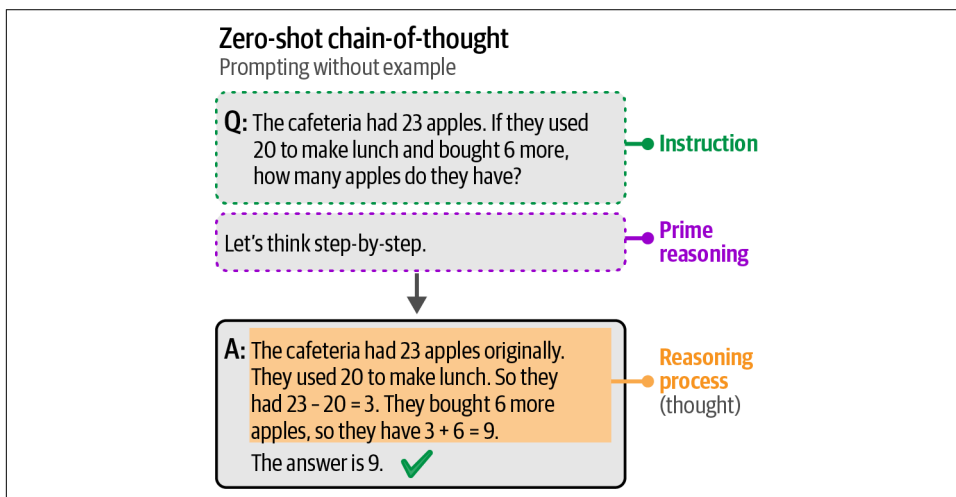 Zero-shot chain-of-thought
Prompting without example
Q: The cafeteria had 23 apples. If they used
20 to make lunch and bought 6 more,
how many apples do they have?
Instruction
Let's think step-by-step.
Prime
reasoning
A: The cafeteria had 23 apples originally.
They used 20 to make lunch. So they
had 23 – 20 = 3. They bought 6 more
apples, so they have 3 + 6 = 9.
The answer is 9.
Reasoning
process
(thought)